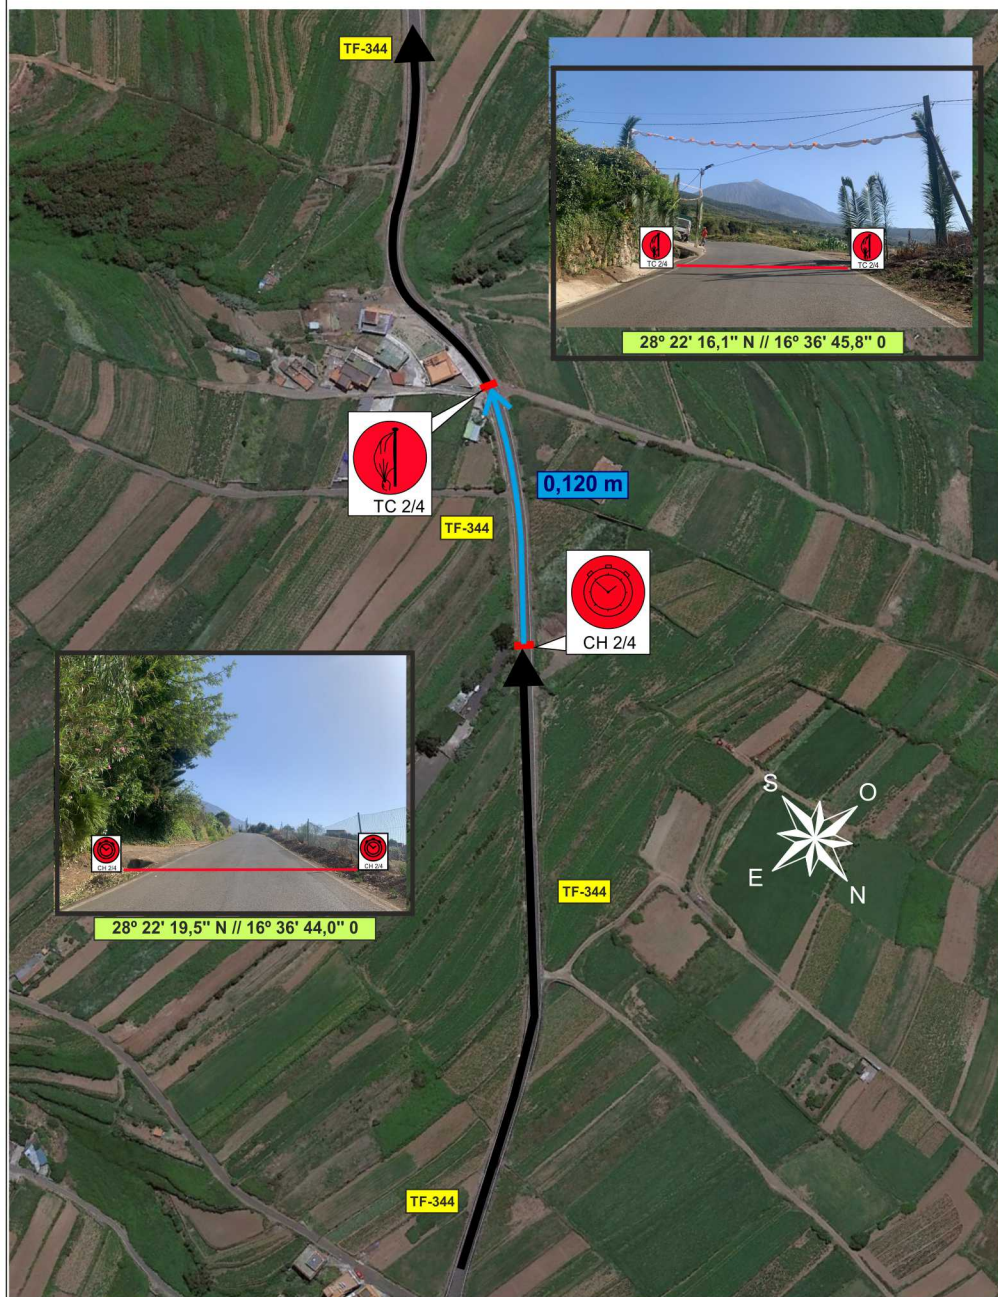 TF-344
TC 2/4
TC 2/4
28º 22' 16,1" N // 16º 36' 45,8" 0
TC 2/4
0,120 m
TF-344
CH 2/4
CH 2/4
CH 2/4
28º 22' 19,5" N // 16º 36' 44,0" 0
S
O
E
N
TF-344
TF-344